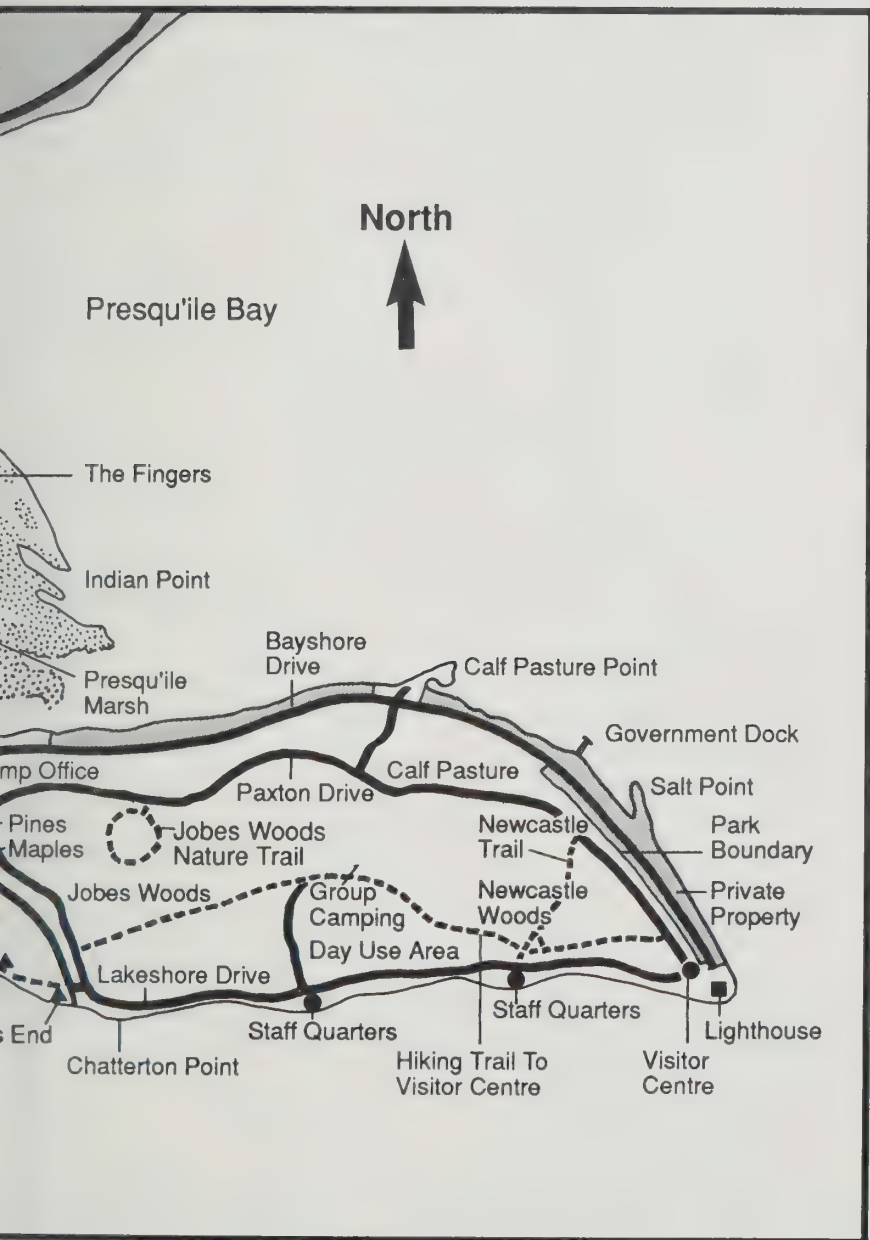 North
Presqu'ile Bay
The Fingers
Indian Point
Bayshore
Drive
Calf Pasture Point
Presqu'ile
Marsh
Government Dock
mp Office
Calf Pasture
Paxton Drive
Salt Point
Pines
Maples
Jobes Woods
Nature Trail
Newcastle
Trail
Park
Boundary
Jobes Woods
Group
Camping
Newcastle
Woods
Private
Property
Day Use Area
Lakeshore Drive
Staff Quarters
s End
Staff Quarters
Lighthouse
Chatterton Point
Hiking Trail To
Visitor Centre
Visitor
Centre